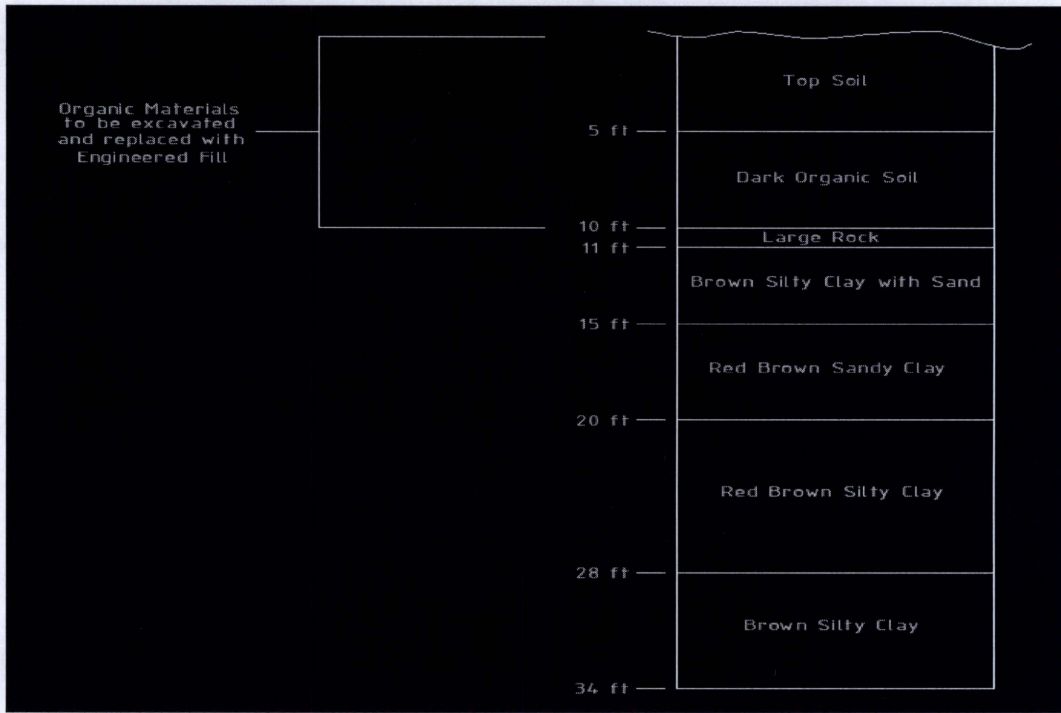 Top Soil
Organic Materials
to be excavated
and replaced with
Engineered Fill
5 ft
Dark Organic Soil
10 ft
Large Rock
11 ft
Brown Silty Clay with Sand
15 ft
Red Brown Sandy Clay
20 ft
Red Brown Silty Clay
28 ft
Brown Silty Clay
34 ft